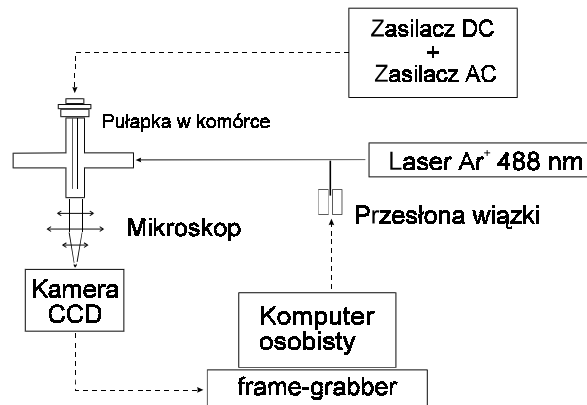 Zasilacz DC
+
Zasilacz AC
Pułapka w komórce
Laser Ar⁺ 488 nm
Przesłona wiązki
Mikroskop
Kamera
CCD
Komputer
osobisty
frame-grabber